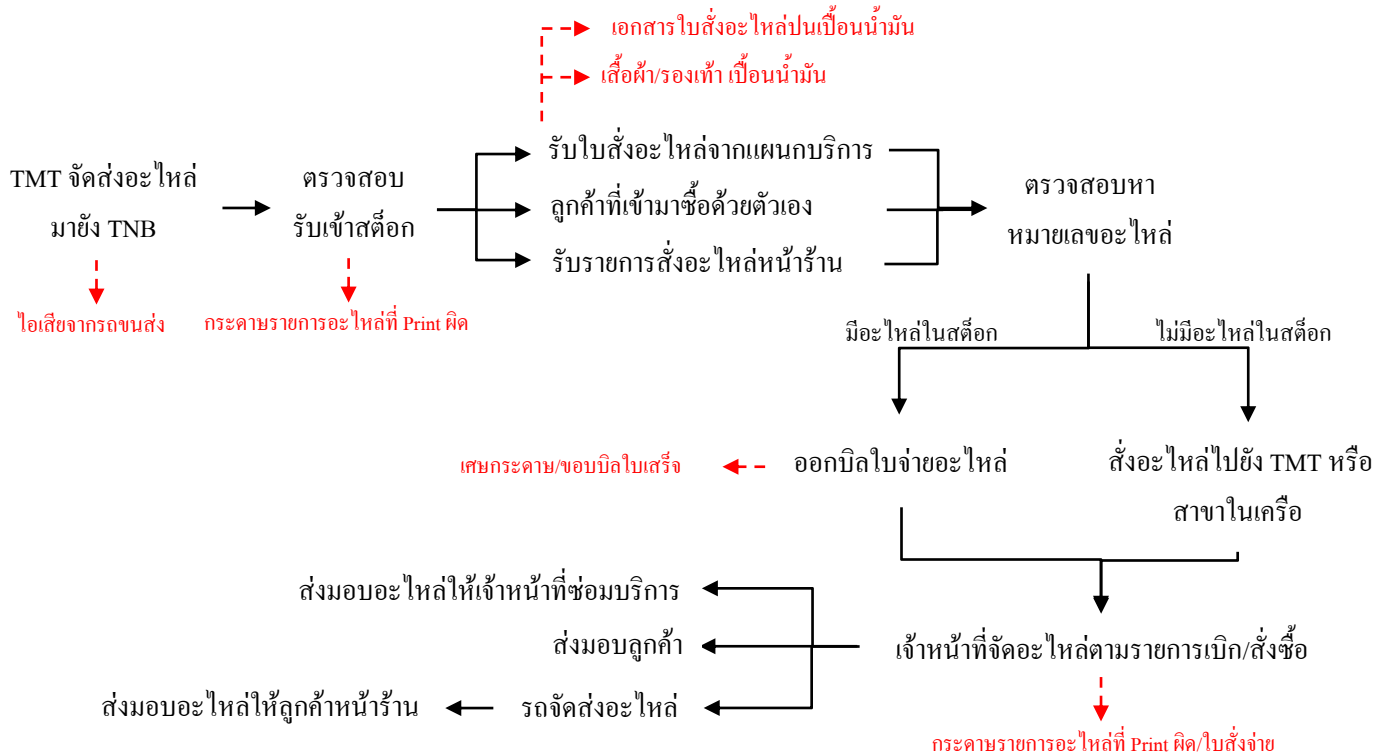 เอกสารใบสั่งอะไหล่ปนเปื้อนน้ำมัน
เสื้อผ้า/รองเท้า เปื้อนน้ำมัน
TMT จัดส่งอะไหล่
มายัง TNB
ไอเสียจากรถขนส่ง
ตรวจสอบ
รับเข้าสต็อก
กระดาษรายการอะไหล่ที่ Print ผิด
รับใบสั่งอะไหล่จากแผนกบริการ
ลูกค้าที่เข้ามาซื้อด้วยตัวเอง
รับรายการสั่งอะไหล่หน้าร้าน
ตรวจสอบหา
หมายเลขอะไหล่
มีอะไหล่ในสต็อก
ไม่มีอะไหล่ในสต็อก
เศษกระดาษ/ขอบบิลใบเสร็จ
ออกบิลใบจ่ายอะไหล่
สั่งอะไหล่ไปยัง TMT หรือ
สาขาในเครือ
ส่งมอบอะไหล่ให้เจ้าหน้าที่ซ่อมบริการ
ส่งมอบลูกค้า
เจ้าหน้าที่จัดอะไหล่ตามรายการเบิก/สั่งซื้อ
ส่งมอบอะไหล่ให้ลูกค้าหน้าร้าน
รถจัดส่งอะไหล่
กระดาษรายการอะไหล่ที่ Print ผิด/ใบสั่งจ่าย